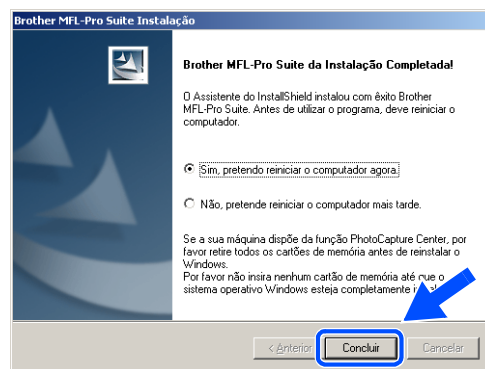 Brother MFL-Pro Suite Instalação
Brother MFL-Pro Suite da Instalação Completada!
O Assistente do InstallShield instalou com êxito Brother
MFL-Pro Suite. Antes de utilizar o programa, deve reiniciar o
computador.
Sim, pretendo reiniciar o computador agora.
Não, pretende reiniciar o computador mais tarde.
Se a sua máquina dispõe da função PhotoCapture Center, por
favor retire todos os cartões de memória antes de reinstalar o
Windows.
Por favor não insira nenhum cartão de memória até que o
sistema operativo Windows esteja completamente
< Anterior
Concluir
Cancelar